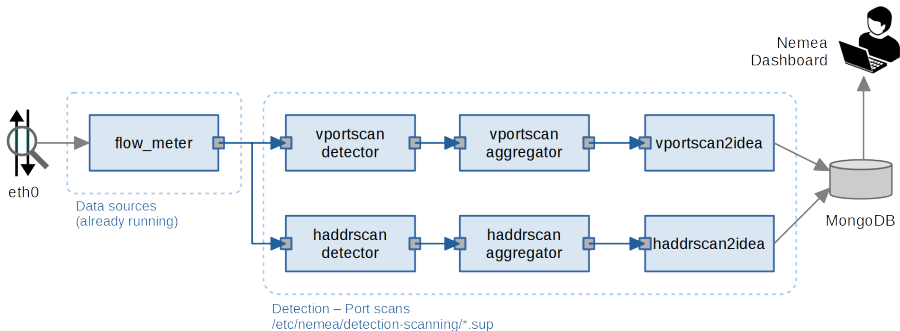 Nemea
Dashboard
flow_meter
vportscan
detector
vportscan
aggregator
vportscan2idea
eth0
Data sources
(already running)
MongoDB
haddrscan
detector
haddrscan
aggregator
haddrscan2idea
Detection – Port scans
/etc/nemea/detection-scanning/*.sup